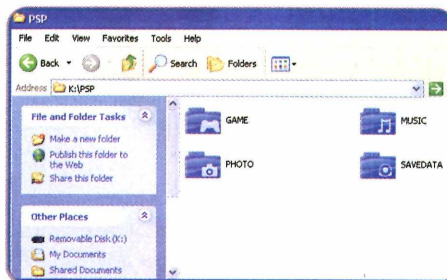 PSP
File Edit View Favorites Tools Help
Back Search Folders
Address K:\PSP
File and Folder Tasks
Make a new folder
Publish this folder to
the Web
Share this folder
Other Places
Removable Disk (K:)
My Documents
Shared Documents
GAME
MUSIC
PHOTO
SAVEDATA